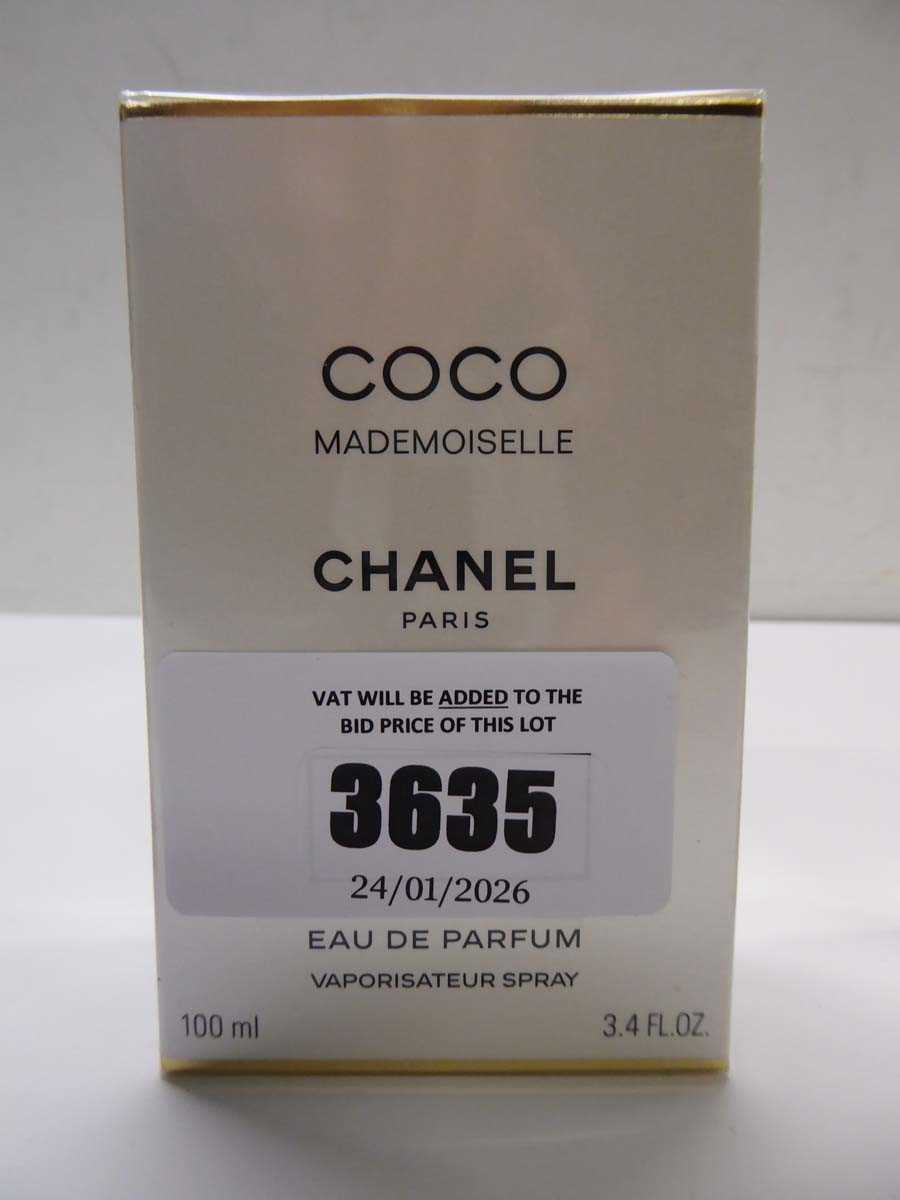 COCO
MADEMOISELLE
CHANEL
PARIS
VAT WILL BE ADDED TO THE
BID PRICE OF THIS LOT
3635
24/01/2026
EAU DE PARFUM
VAPORISATEUR SPRAY
100 ml 3.4 FL.OZ.